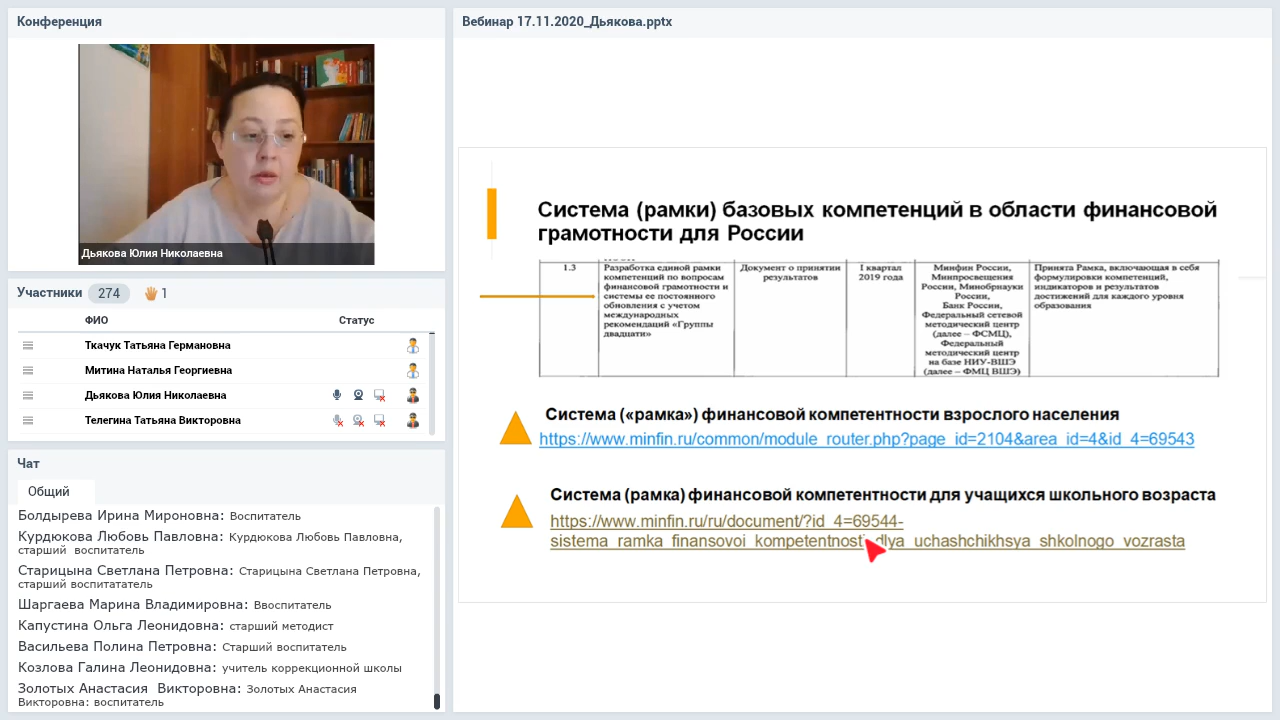 Конференция
Дьякова Юлия Николаевна
Участники 274 1
ФИО Статус
Ткачук Татьяна Германовна
Митина Наталья Георгиевна
Дьякова Юлия Николаевна
Телегина Татьяна Викторовна
Чат
Общий
Болдырева Ирина Мироновна: Воспитатель
Курдюкова Любовь Павловна: Курдюкова Любовь Павловна,
старший воспитатель
Старицына Светлана Петровна: Старицына Светлана Петровна,
старший воспитататель
Шаргаева Марина Владимировна: Ввоспитатель
Капустина Ольга Леонидовна: старший методист
Васильева Полина Петровна: Старший воспитатель
Козлова Галина Леонидовна: учитель коррекционной школы
Золотых Анастасия Викторовна: Золотых Анастасия
Викторовна: воспитатель
Вебинар 17.11.2020_Дьякова.pptx
Система (рамки) базовых компетенций в области финансовой
грамотности для России
1.3
Разработка единой рамки
компетенций по вопросам
финансовой грамотности и
системы ее постоянного
обновления с учетом
международных
рекомендаций «Группы
двадцати»
Документ о принятии
результатов
I квартал
2019 года
Минфин России,
Минпросвещения
России, Минобрнауки
России,
Банк России,
Федеральный сетевой
методический центр
(далее – ФСМЦ),
Федеральный
методический центр
на базе НИУ-ВШЭ
(далее – ФМЦ ВШЭ)
Принята Рамка, включающая в себя
формулировки компетенций,
индикаторов и результатов
достижений для каждого уровня
образования
Система («рамка») финансовой компетентности взрослого населения
https://www.minfin.ru/common/module_router.php?page_id=2104&area_id=4&id_4=69543
Система (рамка) финансовой компетентности для учащихся школьного возраста
https://www.minfin.ru/ru/document/?id_4=69544-
sistema_ramka_finansovoi_kompetentnosti_dlya_uchashchikhsya_shkolnogo_vozrasta